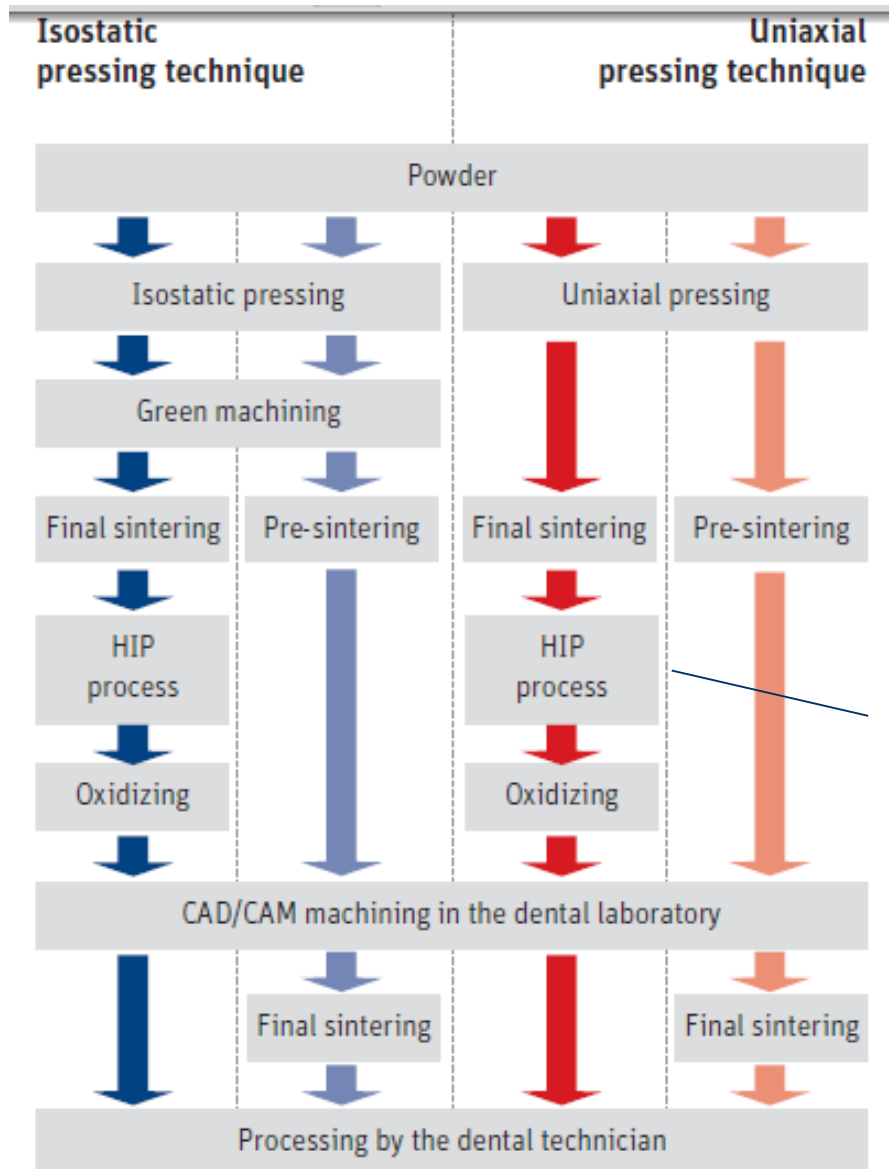 Isostatic
pressing technique
Uniaxial
pressing technique
Powder
Isostatic pressing
Uniaxial pressing
Green machining
Final sintering
Pre-sintering
Final sintering
Pre-sintering
HIP
process
HIP
process
Oxidizing
Oxidizing
CAD/CAM machining in the dental laboratory
Final sintering
Final sintering
Processing by the dental technician